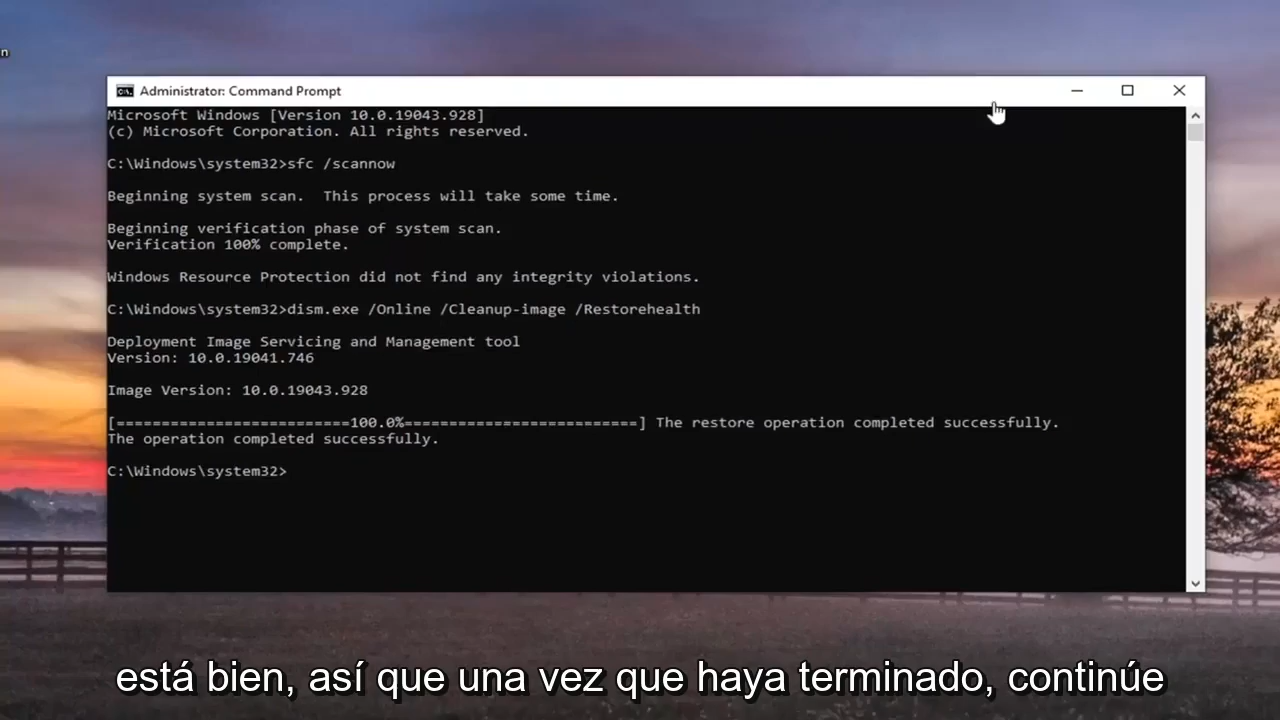 n
Administrator: Command Prompt
Microsoft Windows [Version 10.0.19043.928]
(c) Microsoft Corporation. All rights reserved.
C:\Windows\system32>sfc /scannow
Beginning system scan.  This process will take some time.
Beginning verification phase of system scan.
Verification 100% complete.
Windows Resource Protection did not find any integrity violations.
C:\Windows\system32>dism.exe /Online /Cleanup-image /Restorehealth
Deployment Image Servicing and Management tool
Version: 10.0.19041.746
Image Version: 10.0.19043.928
[==========================100.0%==========================] The restore operation completed successfully.
The operation completed successfully.
C:\Windows\system32>
está bien, así que una vez que haya terminado, continúe